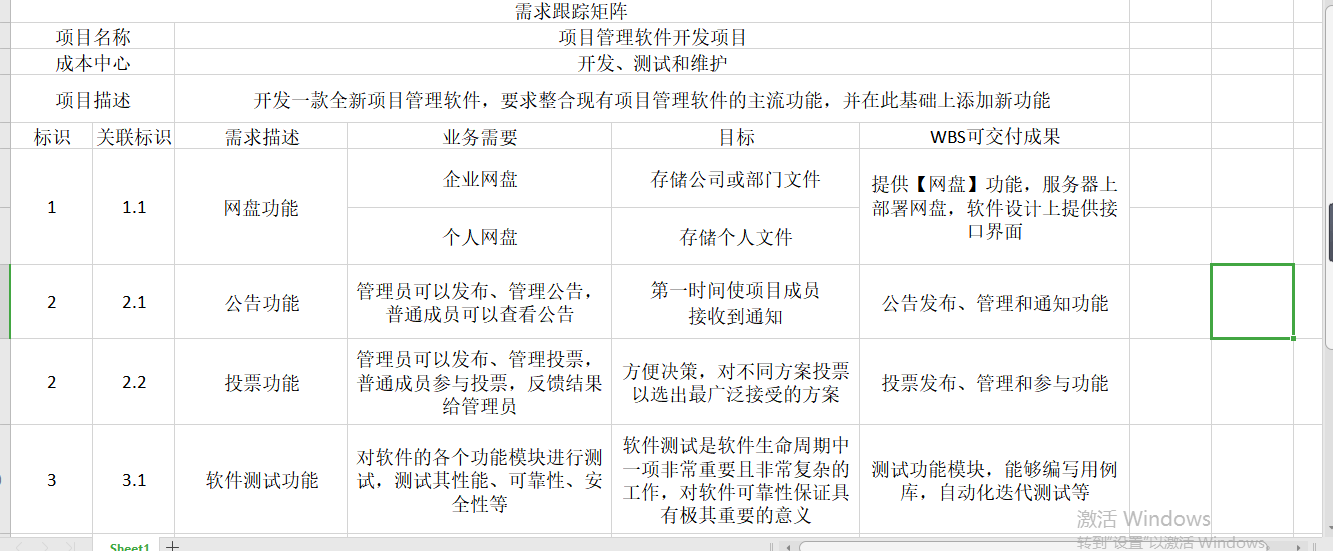 需求跟踪矩阵
项目名称 项目管理软件开发项目
成本中心 开发、测试和维护
项目描述 开发一款全新项目管理软件，要求整合现有项目管理软件的主流功能，并在此基础上添加新功能
标识 关联标识 需求描述 业务需要 目标 WBS可交付成果
1 1.1 网盘功能
企业网盘 存储公司或部门文件
个人网盘 存储个人文件
提供【网盘】功能，服务器上
部署网盘，软件设计上提供接
口界面
2 2.1 公告功能
管理员可以发布、管理公告，
普通成员可以查看公告
第一时间使项目成员
接收到通知
公告发布、管理和通知功能
2 2.2 投票功能
管理员可以发布、管理投票，
普通成员参与投票，反馈结果
给管理员
方便决策，对不同方案投票
以选出最广泛接受的方案
投票发布、管理和参与功能
3 3.1 软件测试功能
对软件的各个功能模块进行测
试，测试其性能、可靠性、安
全性等
软件测试是软件生命周期中
一项非常重要且非常复杂的
工作，对软件可靠性保证具
有极其重要的意义
测试功能模块，能够编写用例
库，自动化迭代测试等
激活 Windows
转到"设置"以激活 Windows。
Sheet1